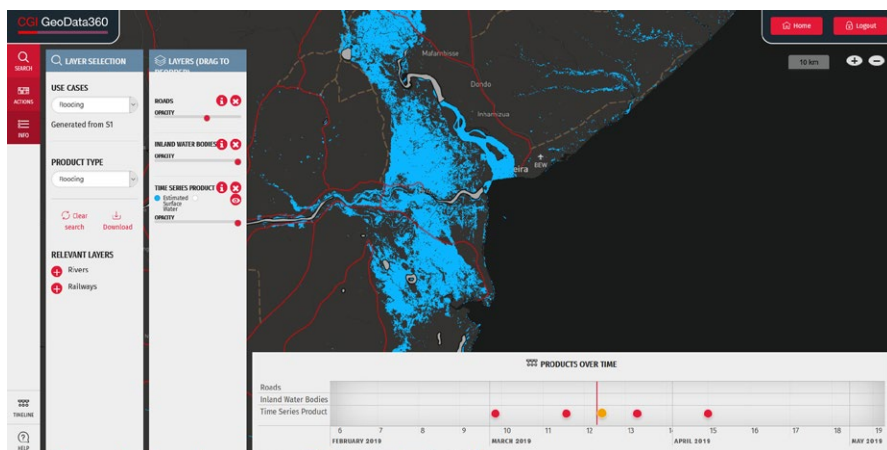 CGI GeoData360
Home
Logout
SEARCH
ACTIONS
INFO
TIMELINE
HELP
LAYER SELECTION
USE CASES
Flooding
Generated from S1
PRODUCT TYPE
Flooding
Clear
search
Download
RELEVANT LAYERS
Rivers
Railways
LAYERS (DRAG TO
ROADS
OPACITY
INLAND WATER BODIES
OPACITY
TIME SERIES PRODUCT
Estimated
Surface
Water
OPACITY
Dondo
Inhamizua
eira
BEW
10 km
PRODUCTS OVER TIME
Roads
Inland Water Bodies
Time Series Product
6 7 8 9 10 11 12 13 15 16 17 18 19
FEBRUARY 2019 MARCH 2019 APRIL 2019 MAY 2019